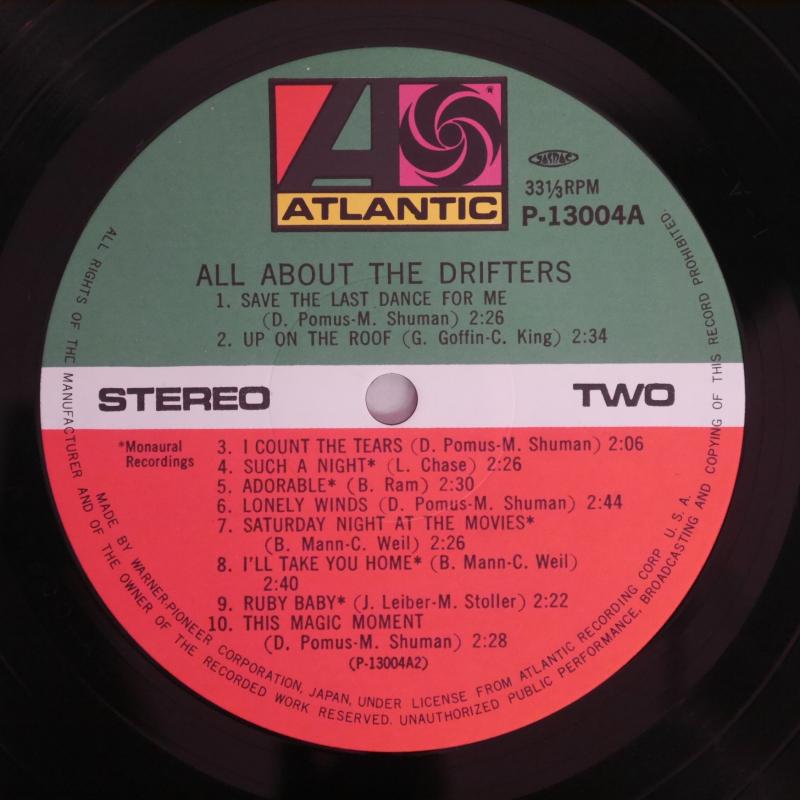 ATLANTIC
JASRAC
33⅓RPM
P-13004A
ALL ABOUT THE DRIFTERS
1. SAVE THE LAST DANCE FOR ME
(D. Pomus-M. Shuman) 2:26
2. UP ON THE ROOF (G. Goffin-C. King) 2:34
STEREO
TWO
*Monaural
Recordings
3. I COUNT THE TEARS (D. Pomus-M. Shuman) 2:06
4. SUCH A NIGHT* (L. Chase) 2:26
5. ADORABLE* (B. Ram) 2:30
6. LONELY WINDS (D. Pomus-M. Shuman) 2:44
7. SATURDAY NIGHT AT THE MOVIES*
(B. Mann-C. Weil) 2:26
8. I'LL TAKE YOU HOME* (B. Mann-C. Weil)
2:40
9. RUBY BABY* (J. Leiber-M. Stoller) 2:22
10. THIS MAGIC MOMENT
(D. Pomus-M. Shuman) 2:28
(P-13004A2)
MADE BY WARNER-PIONEER CORPORATION, JAPAN, UNDER LICENSE FROM ATLANTIC RECORDING CORP U. S. A.
ALL RIGHTS OF THE MANUFACTURER AND OF THE OWNER OF THE RECORDED WORK RESERVED. UNAUTHORIZED PUBLIC PERFORMANCE, BROADCASTING AND COPYING OF THIS RECORD PROHIBITED.